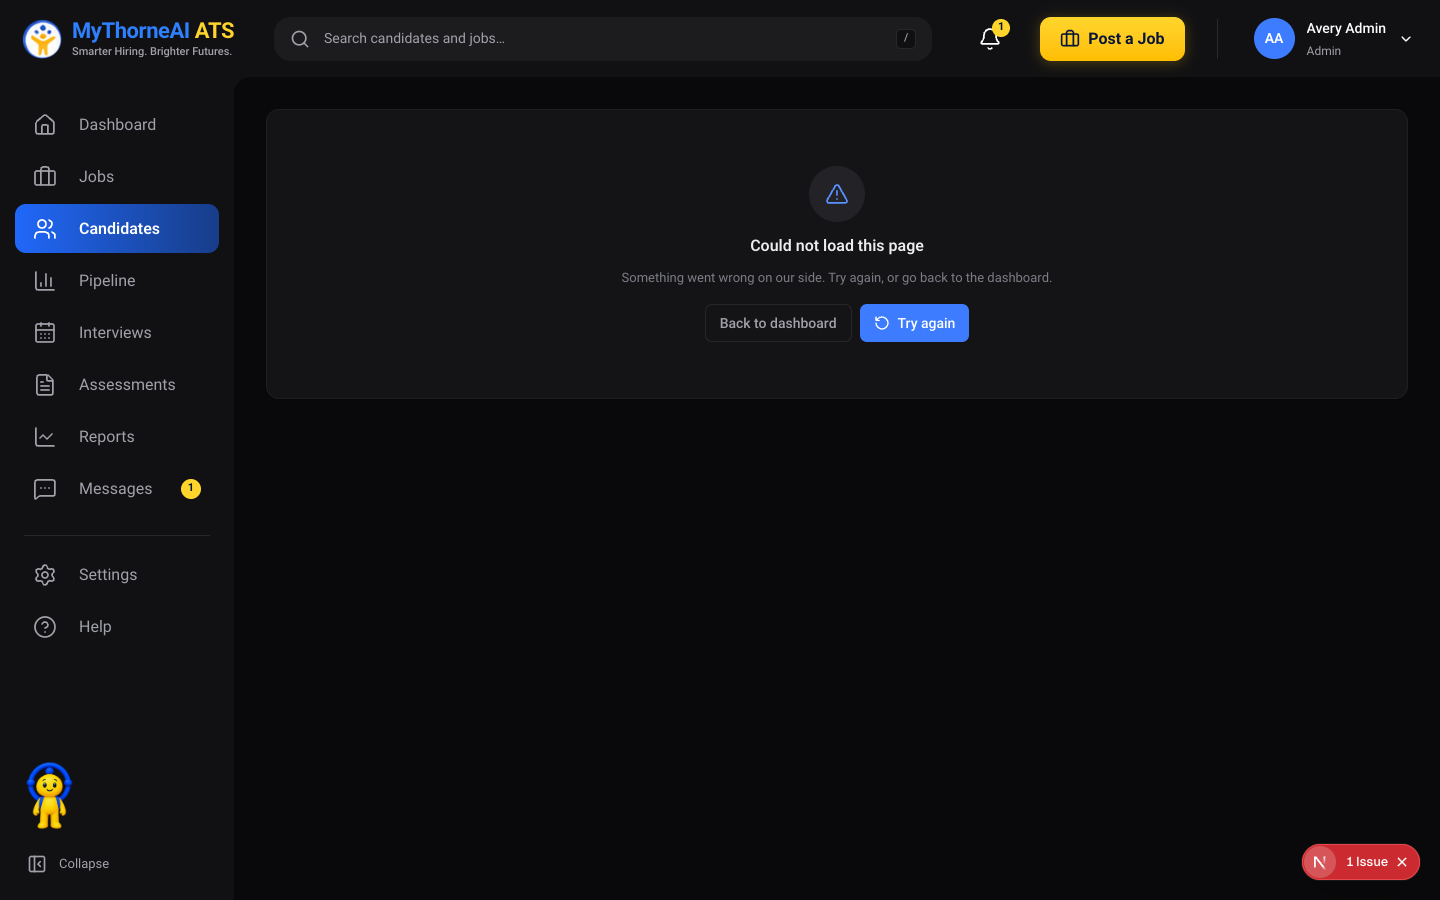 MyThorneAI ATS
Smarter Hiring. Brighter Futures.
Search candidates and jobs...
/
1
Post a Job
AA
Avery Admin
Admin
Dashboard
Jobs
Candidates
Pipeline
Interviews
Assessments
Reports
Messages
1
Settings
Help
Collapse
Could not load this page
Something went wrong on our side. Try again, or go back to the dashboard.
Back to dashboard
Try again
N
1 Issue